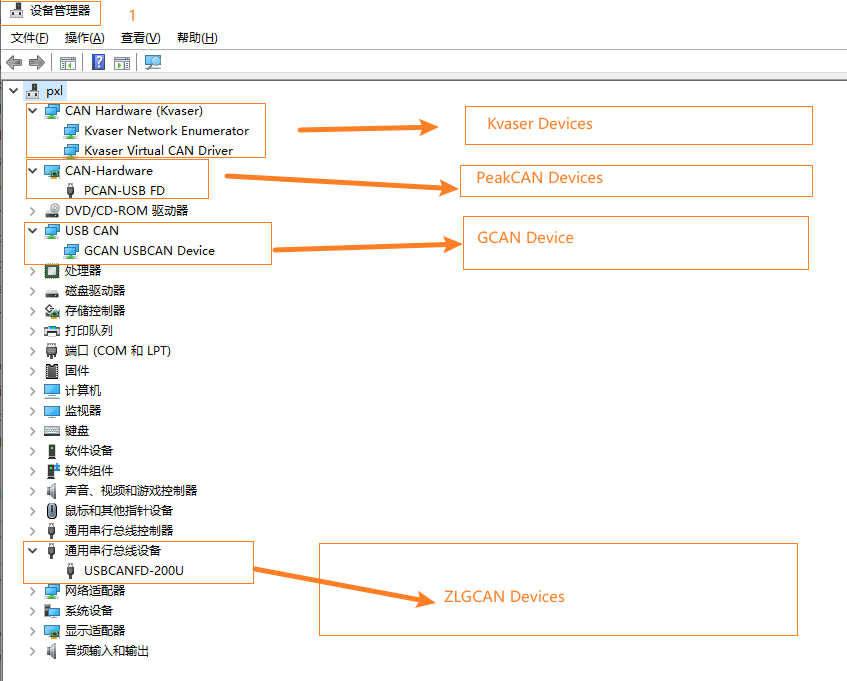 设备管理器
1
文件(F) 操作(A) 查看(V) 帮助(H)
pxl
CAN Hardware (Kvaser)
Kvaser Devices
Kvaser Network Enumerator
Kvaser Virtual CAN Driver
CAN-Hardware
PeakCAN Devices
PCAN-USB FD
DVD/CD-ROM 驱动器
USB CAN
GCAN Device
GCAN USBCAN Device
处理器
磁盘驱动器
存储控制器
打印队列
端口 (COM 和 LPT)
固件
计算机
监视器
键盘
软件设备
软件组件
声音、视频和游戏控制器
鼠标和其他指针设备
通用串行总线控制器
通用串行总线设备
USBCANFD-200U
网络适配器
ZLGCAN Devices
系统设备
显示适配器
音频输入和输出